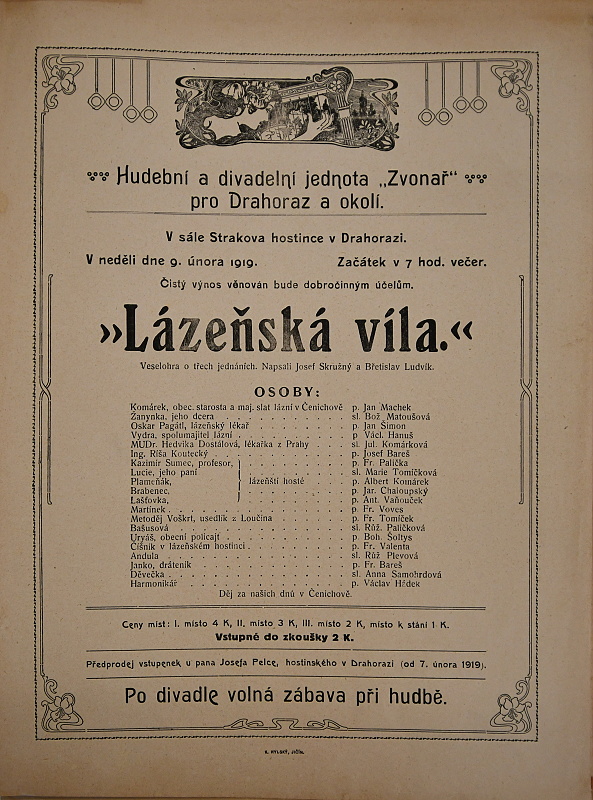 Hudební a divadelní jednota „Zvonař“
pro Drahoraz a okolí.
V sále Strakova hostince v Drahorazi.
V neděli dne 9. února 1919. Začátek v 7 hod. večer.
Čistý výnos věnován bude dobročinným účelům.
»Lázeňská víla.«
Veselohra o třech jednáních. Napsali Josef Skružný a Břetislav Ludvík.
OSOBY:
Komárek, obec. starosta a maj. slat lázní v Čenichově p. Jan Machek
Zanynka, jeho dcera . . . . . . . . . sl. Bož Matoušová
Oskar Pagátl, lázeňský lékař . . . . . . . . p. Jan Šimon
Vydra, spolumajitel lázní . . . . . . . . . p Václ. Hanuš
MUDr. Hedvika Dostálová, lékařka z Prahy . . . . sl. Jul. Komárková
Ing. Ríša Koutecký . . . . . . . . . . p. Josef Bareš
Kazimír Sumec, profesor, . . . . . . . . p. Fr. Palička
Lucie, jeho paní . . . . . . . . sl. Marie Tomíčková
Plameňák, lázeňští hosté . . . . p. Albert Komárek
Brabenec, . . . . . . . . p. Jar. Chaloupský
Lašťovka, . . . . . . . . p. Ant. Vaňouček
Martínek . . . . . . . . . . . . p. Fr. Voves
Metoděj Voškrt, usedlík z Loučína . . . . . . p. Fr. Tomíček
Bašusová . . . . . . . . . . . . sl. Růž. Paličková
Uryáš, obecní policajt . . . . . . . . . p. Boh. Šoltys
Číšník v lázeňském hostinci . . . . . . . . p. Fr. Valenta
Andula . . . . . . . . . . . . sl. Růž Plevová
Janko, dráteník . . . . . . . . . . p. Fr. Bareš
Děvečka . . . . . . . . . . . . sl. Anna Samohrdová
Harmonikář . . . . . . . . . . . p. Václav Hádek
Děj za našich dnů v Čenichově.
Ceny míst: I. místo 4 K, II. místo 3 K, III. místo 2 K, místo k stání 1 K.
Vstupné do zkoušky 2 K.
Předprodej vstupenek u pana Josefa Pelce, hostinského v Drahorazi (od 7. února 1919).
Po divadle volná zábava při hudbě.